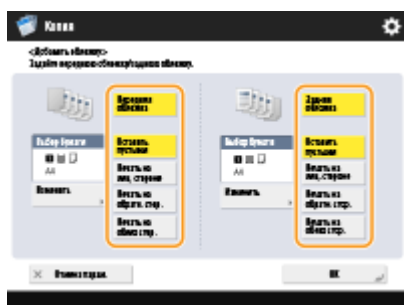 Копия
<Добавить обложку>
Задайте переднюю обложку/заднюю обложку.
Передняя обложка
Задняя обложка
Выбор бумаги
Оставить пустыми
Выбор бумаги
Оставить пустыми
A4
Печать на лиц. стороне
A4
Печать на лиц. стороне
Изменить
Печать на обратн. стор.
Изменить
Печать на обратн. стор.
Печать на обеих стор.
Печать на обеих стор.
Отмена парам.
OK